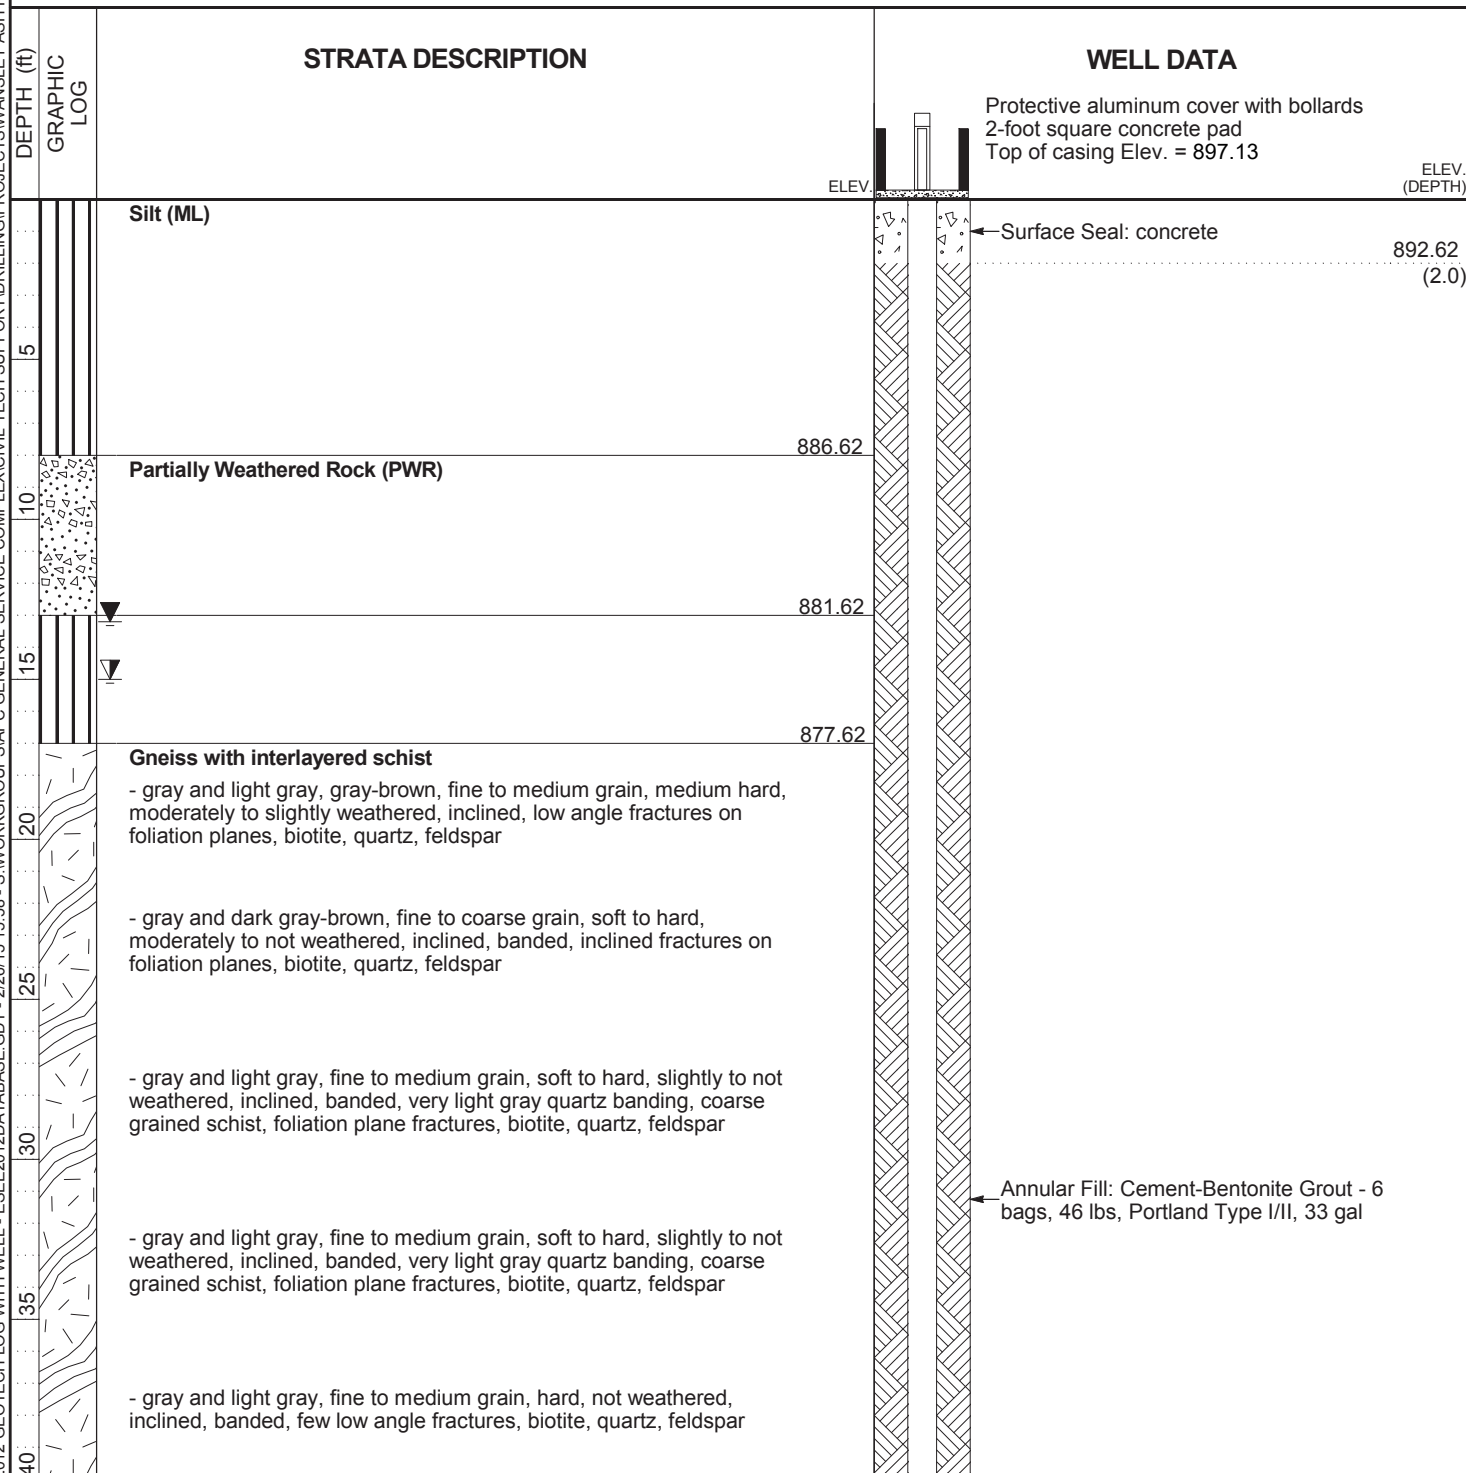 DEPTH (ft)
GRAPHIC
LOG
STRATA DESCRIPTION
ELEV.
WELL DATA
Protective aluminum cover with bollards
2-foot square concrete pad
Top of casing Elev. = 897.13
ELEV.
(DEPTH)
Silt (ML)
Surface Seal: concrete
892.62
(2.0)
5
886.62
Partially Weathered Rock (PWR)
10
881.62
15
877.62
Gneiss with interlayered schist
- gray and light gray, gray-brown, fine to medium grain, medium hard,
moderately to slightly weathered, inclined, low angle fractures on
foliation planes, biotite, quartz, feldspar
20
- gray and dark gray-brown, fine to coarse grain, soft to hard,
moderately to not weathered, inclined, banded, inclined fractures on
foliation planes, biotite, quartz, feldspar
25
- gray and light gray, fine to medium grain, soft to hard, slightly to not
weathered, inclined, banded, very light gray quartz banding, coarse
grained schist, foliation plane fractures, biotite, quartz, feldspar
30
Annular Fill: Cement-Bentonite Grout - 6
bags, 46 lbs, Portland Type I/II, 33 gal
- gray and light gray, fine to medium grain, soft to hard, slightly to not
weathered, inclined, banded, very light gray quartz banding, coarse
grained schist, foliation plane fractures, biotite, quartz, feldspar
35
- gray and light gray, fine to medium grain, hard, not weathered,
inclined, banded, few low angle fractures, biotite, quartz, feldspar
40